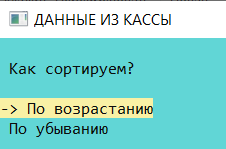 ДАННЫЕ ИЗ КАССЫ
Как сортируем?
-> По возрастанию
По убыванию